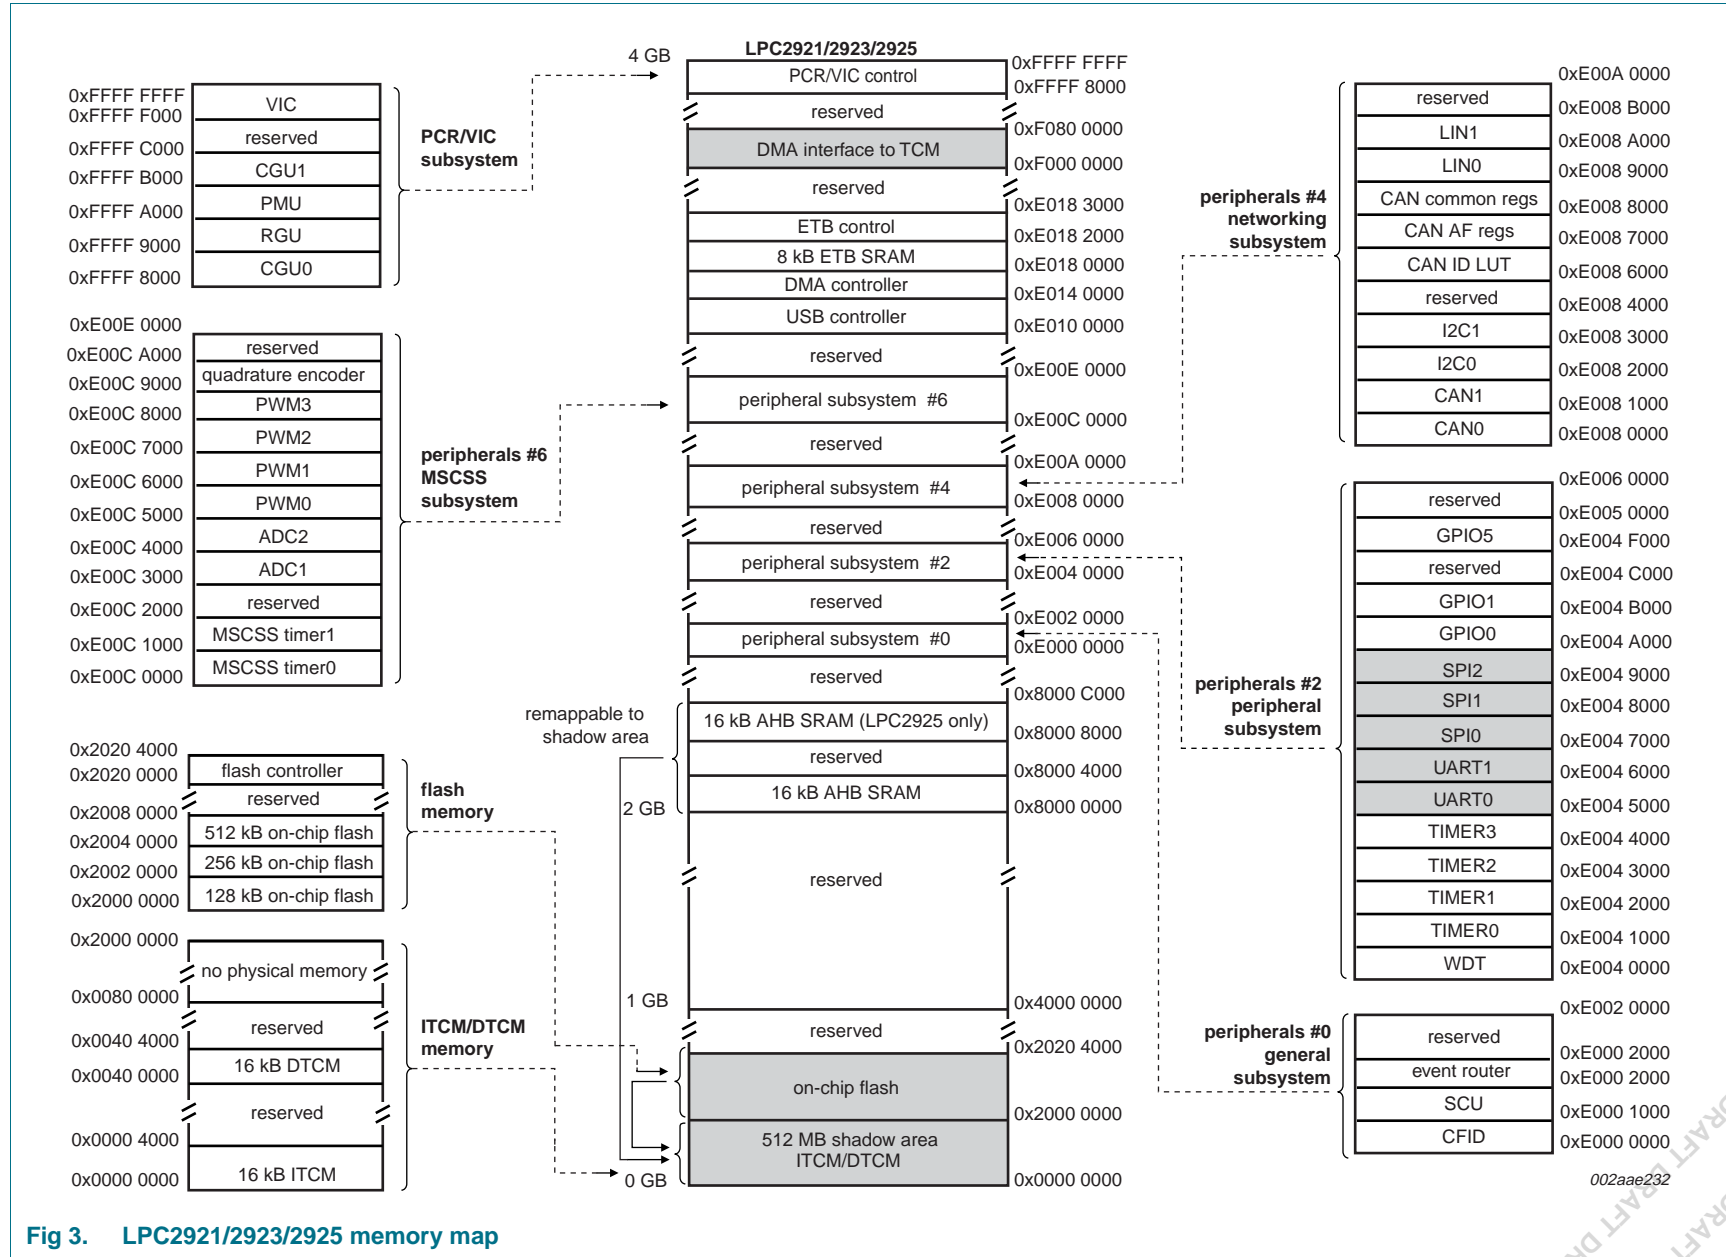 LPC2921/2923/2925
4 GB
PCR/VIC control
reserved
DMA interface to TCM
reserved
ETB control
8 kB ETB SRAM
DMA controller
USB controller
reserved
peripheral subsystem #6
reserved
peripheral subsystem #4
reserved
peripheral subsystem #2
reserved
peripheral subsystem #0
reserved
16 kB AHB SRAM (LPC2925 only)
reserved
16 kB AHB SRAM
reserved
reserved
on-chip flash
512 MB shadow area
ITCM/DTCM
0xFFFF FFFF
0xFFFF 8000
0xF080 0000
0xF000 0000
0xE018 3000
0xE018 2000
0xE018 0000
0xE014 0000
0xE010 0000
0xE00E 0000
0xE00C 0000
0xE00A 0000
0xE008 0000
0xE006 0000
0xE004 0000
0xE002 0000
0xE000 0000
0x8000 C000
0x8000 8000
0x8000 4000
0x8000 0000
0x4000 0000
0x2020 4000
0x2000 0000
0x0000 0000
remappable to
shadow area
2 GB
1 GB
0 GB
0xFFFF FFFF
0xFFFF F000
0xFFFF C000
0xFFFF B000
0xFFFF A000
0xFFFF 9000
0xFFFF 8000
VIC
reserved
CGU1
PMU
RGU
CGU0
PCR/VIC
subsystem
0xE00E 0000
0xE00C A000
0xE00C 9000
0xE00C 8000
0xE00C 7000
0xE00C 6000
0xE00C 5000
0xE00C 4000
0xE00C 3000
0xE00C 2000
0xE00C 1000
0xE00C 0000
reserved
quadrature encoder
PWM3
PWM2
PWM1
PWM0
ADC2
ADC1
reserved
MSCSS timer1
MSCSS timer0
peripherals #6
MSCSS
subsystem
0x2020 4000
0x2020 0000
0x2008 0000
0x2004 0000
0x2002 0000
0x2000 0000
flash controller
reserved
512 kB on-chip flash
256 kB on-chip flash
128 kB on-chip flash
flash
memory
0x2000 0000
0x0080 0000
0x0040 4000
0x0040 0000
0x0000 4000
0x0000 0000
no physical memory
reserved
16 kB DTCM
reserved
16 kB ITCM
ITCM/DTCM
memory
peripherals #4
networking
subsystem
reserved
LIN1
LIN0
CAN common regs
CAN AF regs
CAN ID LUT
reserved
I2C1
I2C0
CAN1
CAN0
0xE00A 0000
0xE008 B000
0xE008 A000
0xE008 9000
0xE008 8000
0xE008 7000
0xE008 6000
0xE008 4000
0xE008 3000
0xE008 2000
0xE008 1000
0xE008 0000
peripherals #2
peripheral
subsystem
reserved
GPIO5
reserved
GPIO1
GPIO0
SPI2
SPI1
SPI0
UART1
UART0
TIMER3
TIMER2
TIMER1
TIMER0
WDT
0xE006 0000
0xE005 0000
0xE004 F000
0xE004 C000
0xE004 B000
0xE004 A000
0xE004 9000
0xE004 8000
0xE004 7000
0xE004 6000
0xE004 5000
0xE004 4000
0xE004 3000
0xE004 2000
0xE004 1000
0xE004 0000
peripherals #0
general
subsystem
reserved
event router
SCU
CFID
0xE002 0000
0xE000 2000
0xE000 2000
0xE000 1000
0xE000 0000
002aae232
Fig 3. LPC2921/2923/2925 memory map